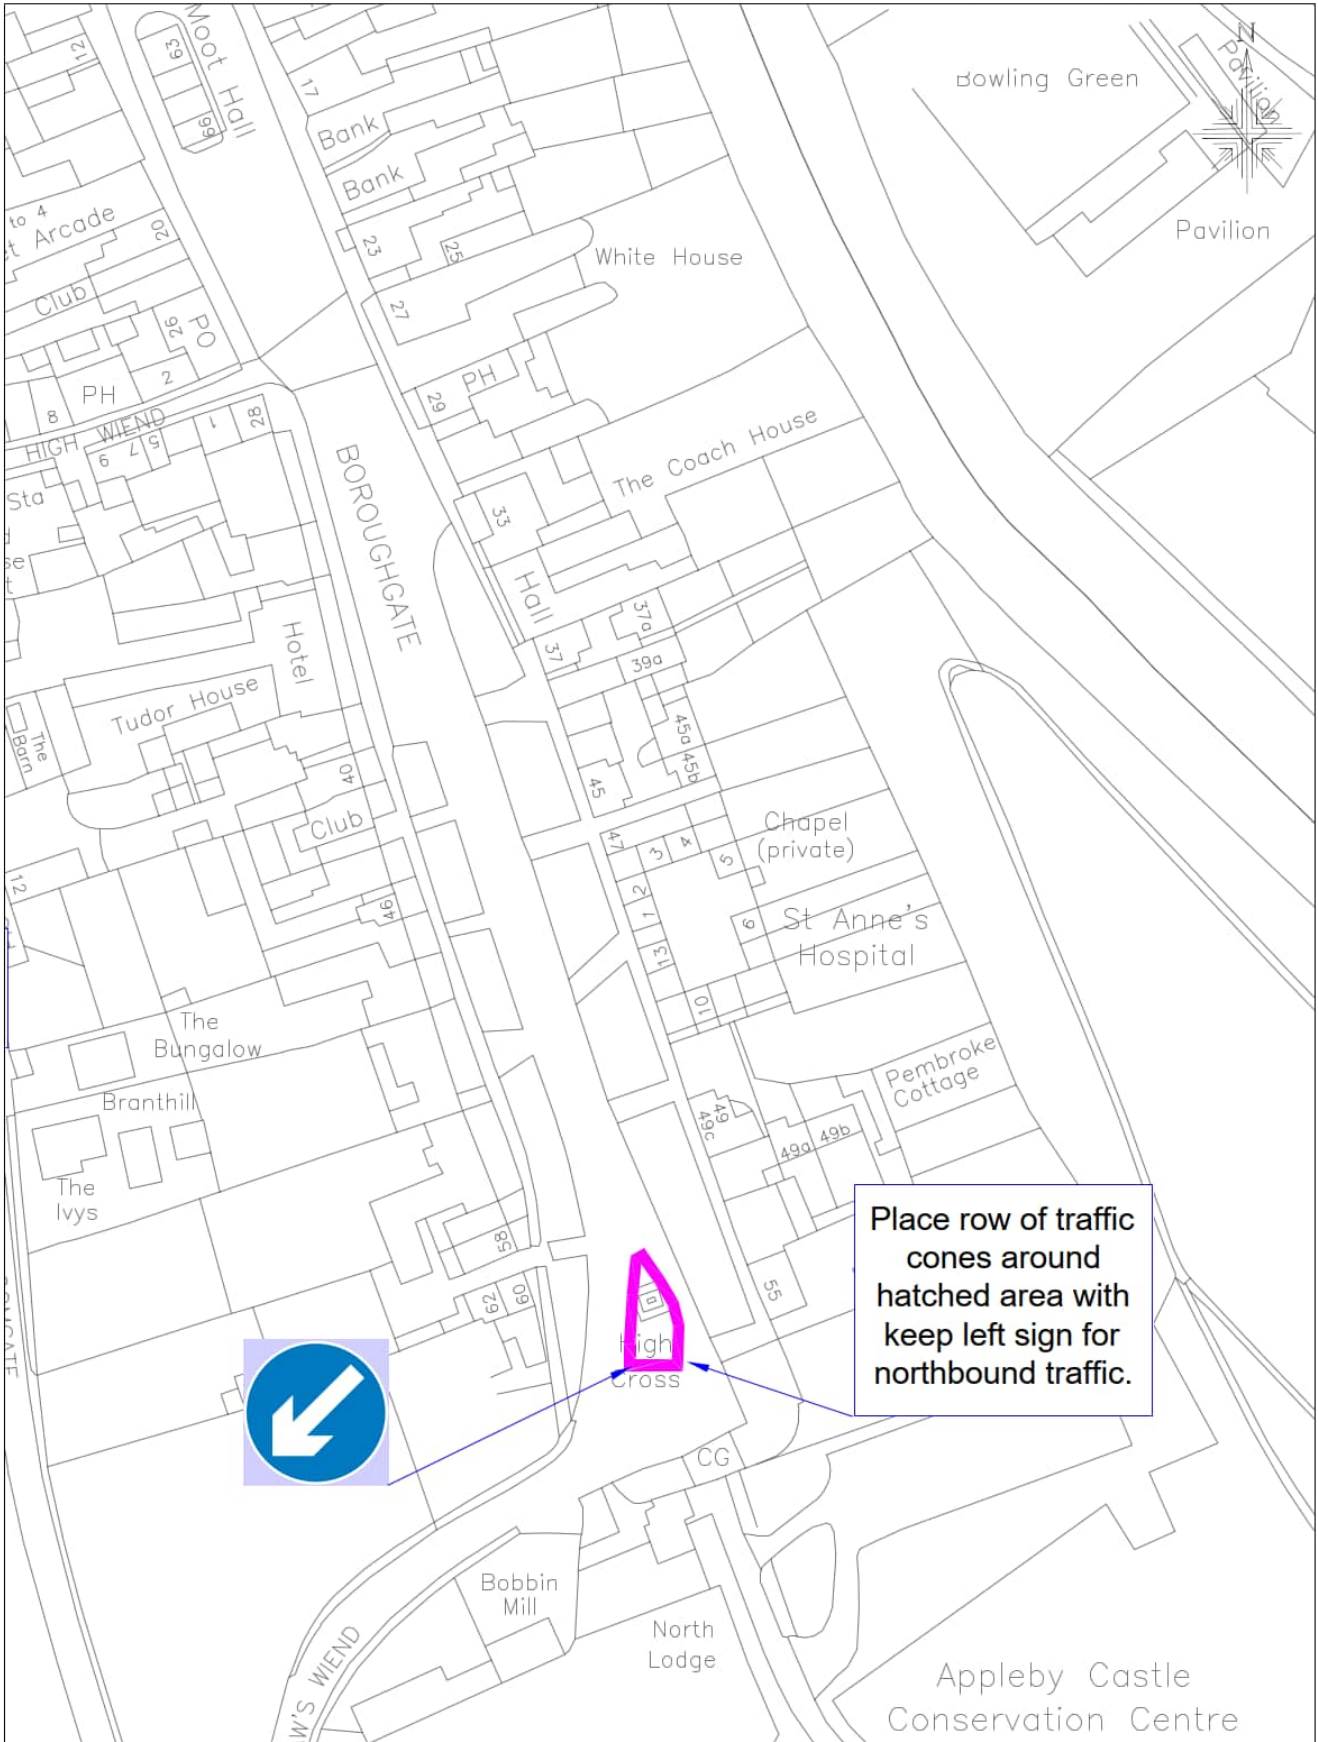 Moot Hall
63
66
12
17
Bank
Bank
N
Pavilion
Bowling Green
Pavilion
to 4
et Arcade
20
Club
26
PO
23
25
27
White House
PH
2
8
HIGH WIEND
9
7
5
1
28
29
PH
BOROUGHGATE
The Coach House
33
Hall
Sta
se
t
Hotel
Tudor House
The
Barn
37
37a
39a
45a
45b
45
40
Club
47
3
4
5
2
1
6
13
10
Chapel
(private)
St Anne's
Hospital
12
46
The
Bungalow
Branthill
The
Ivys
Pembroke
Cottage
49
49c
49a
49b
58
60
62
55
High
Cross
Place row of traffic
cones around
hatched area with
keep left sign for
northbound traffic.
CG
Bobbin
Mill
North
Lodge
W'S WIEND
Appleby Castle
Conservation Centre